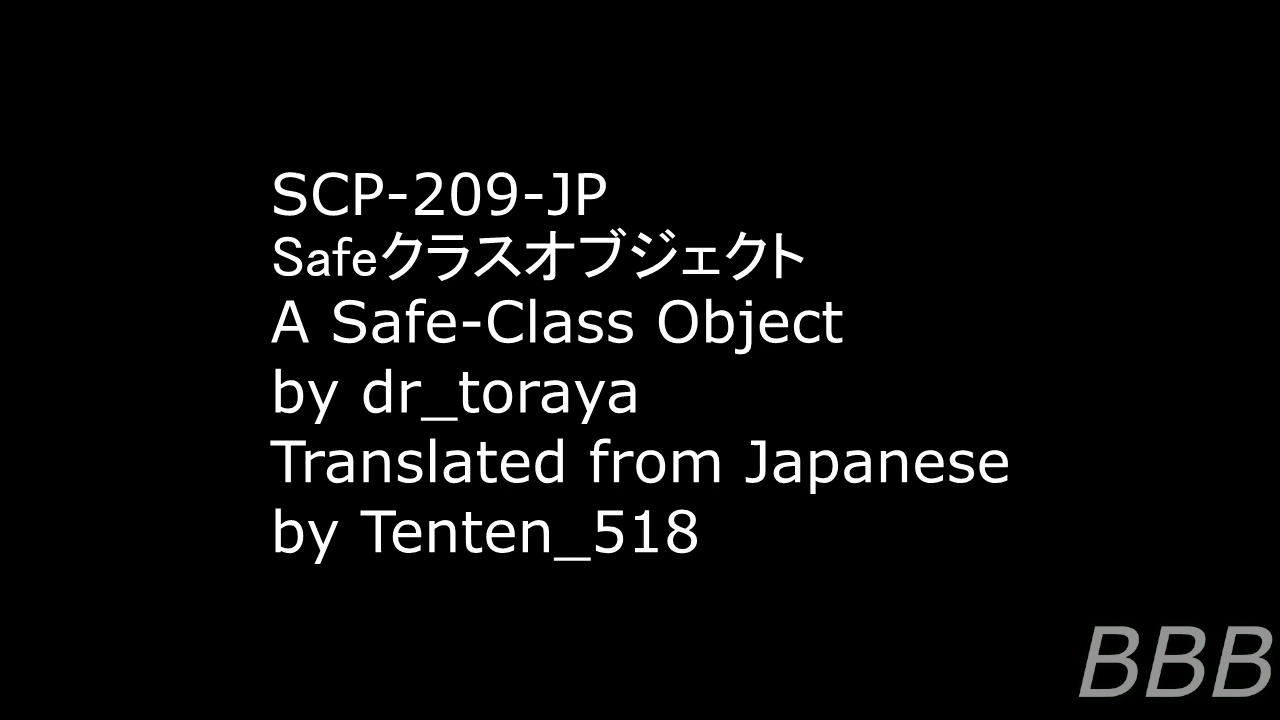 SCP-209-JP
Safeクラスオブジェクト
A Safe-Class Object
by dr_toraya
Translated from Japanese
by Tenten_518
BBB